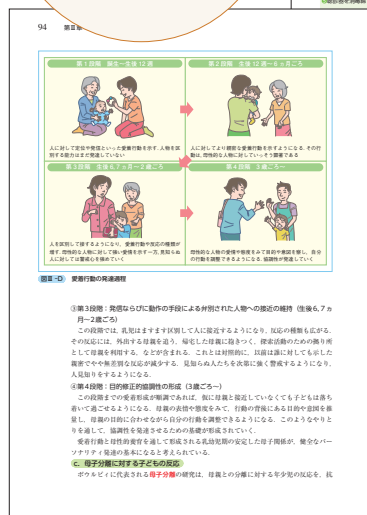 94 第Ⅲ章
第1段階 誕生〜生後12週
第2段階 生後12週〜6ヵ月ごろ
人に対して定位や発信といった愛着行動を示す.人物を区
別する能力はまだ発達していない
人に対してより親密な愛着行動を示すようになる.その行
動は,母性的な人物に対していっそう顕著である
第3段階 生後6,7ヵ月〜2歳ごろ
第4段階 3歳ごろ〜
人を区別して接するようになり,愛着行動や反応の種類が
増す.母性的な人物に対して強い愛情を示す一方,見知らぬ
人に対しては警戒心を強めていく
母性的な人物の愛情や態度をみて目的や意図を察し,自分
の行動を調整できるようになる.協調性が発達していく
図Ⅲ-D 愛着行動の発達過程
③第3段階:発信ならびに動作の手段による弁別された人物への接近の維持(生後6,7ヵ
月〜2歳ごろ)
この段階では,乳児はますます区別して人に接近するようになり,反応の種類も広がる.
その反応には,外出する母親を追う,帰宅した母親に抱きつく,探索活動のための拠り所
として母親を利用する,などが含まれる.これとは対照的に,以前は誰に対しても示した
親密でやや無差別な反応が減少する.見知らぬ人たちを次第に強く警戒するようになり,
人見知りをするようになる.
④第4段階:目的修正的協調性の形成(3歳ごろ〜)
この段階までの愛着形成が順調であれば,仮に母親と接近していなくても子どもは落ち
着いて過ごせるようになる.母親の表情や態度をみて,行動の背後にある目的や意図を推
量し,母親の目的に合わせながら自分の行動を調整できるようになる.このようなやりと
りを通して,協調性を発達させるための基礎が形成されていく.
愛着行動と母性的養育を通して形成される乳幼児期の安定した母子関係が,健全なパー
ソナリティ発達の基本になると考えられている.
c.母子分離に対する子どもの反応
ボウルビィに代表される母子分離の研究は,母親との分離に対する年少児の反応を,抗